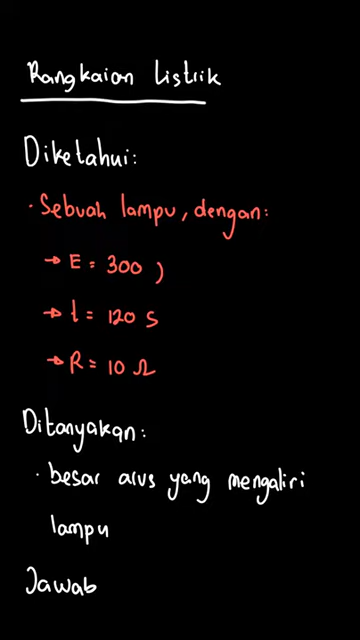 Rangkaian Listrik
Diketahui:
• Sebuah lampu, dengan:
→ E = 300 J
→ t = 120 s
→ R = 10 Ω
Ditanyakan:
• besar arus yang mengaliri
lampu
Jawab